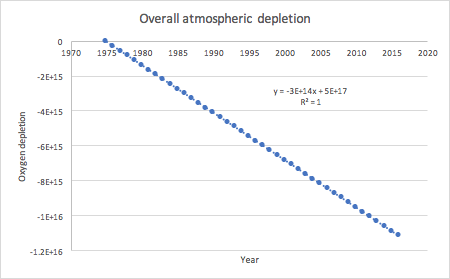 Overall atmospheric depletion
0
1970 1975 1980 1985 1990 1995 2000 2005 2010 2015 2020
-2E+15
y = -3E+14x + 5E+17
R² = 1
-4E+15
-6E+15
-8E+15
-1E+16
-1.2E+16
Oxygen depletion
Year